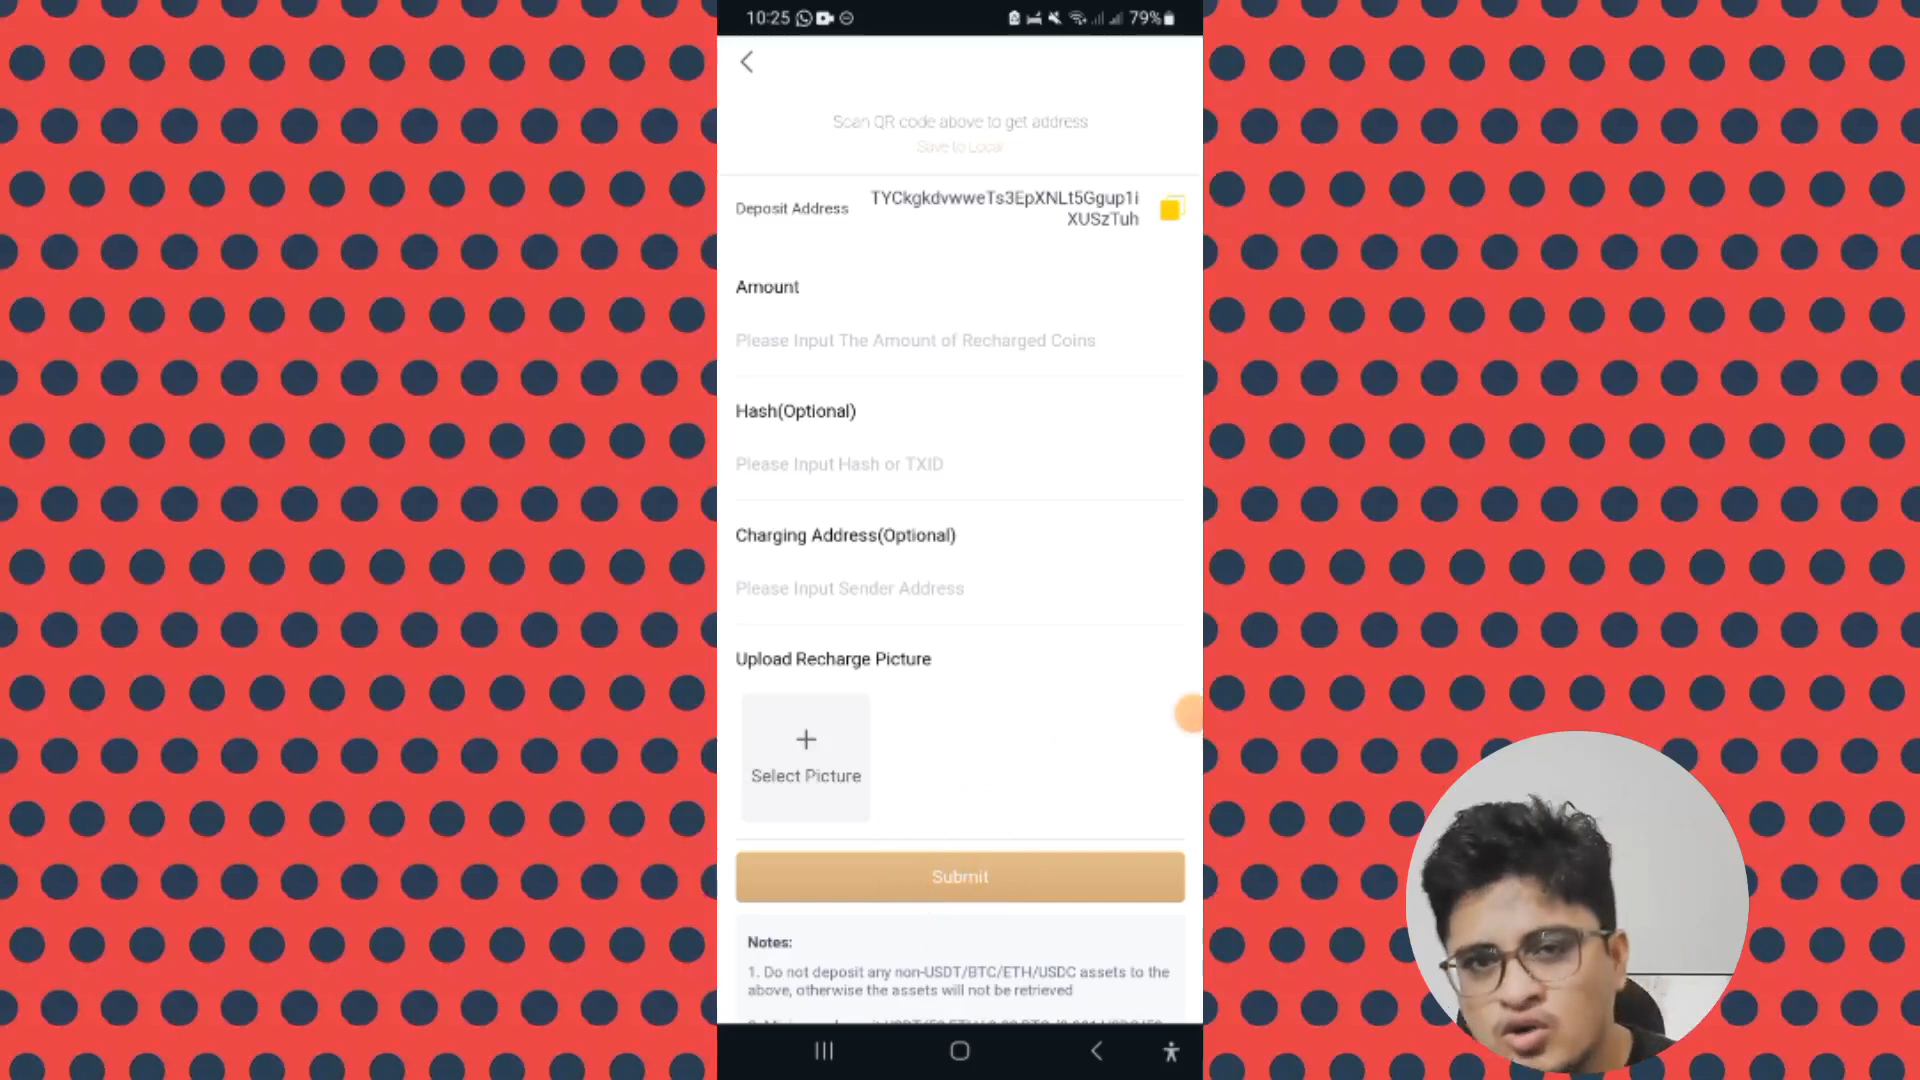 10:25 79%
Scan QR code above to get address
Save to Local
Deposit Address TYCkgkdvwweTs3EpXNLt5Ggup1i
XUSzTuh
Amount
Please Input The Amount of Recharged Coins
Hash(Optional)
Please Input Hash or TXID
Charging Address(Optional)
Please Input Sender Address
Upload Recharge Picture
Select Picture
Submit
Notes:
1. Do not deposit any non-USDT/BTC/ETH/USDC assets to the
above, otherwise the assets will not be retrieved